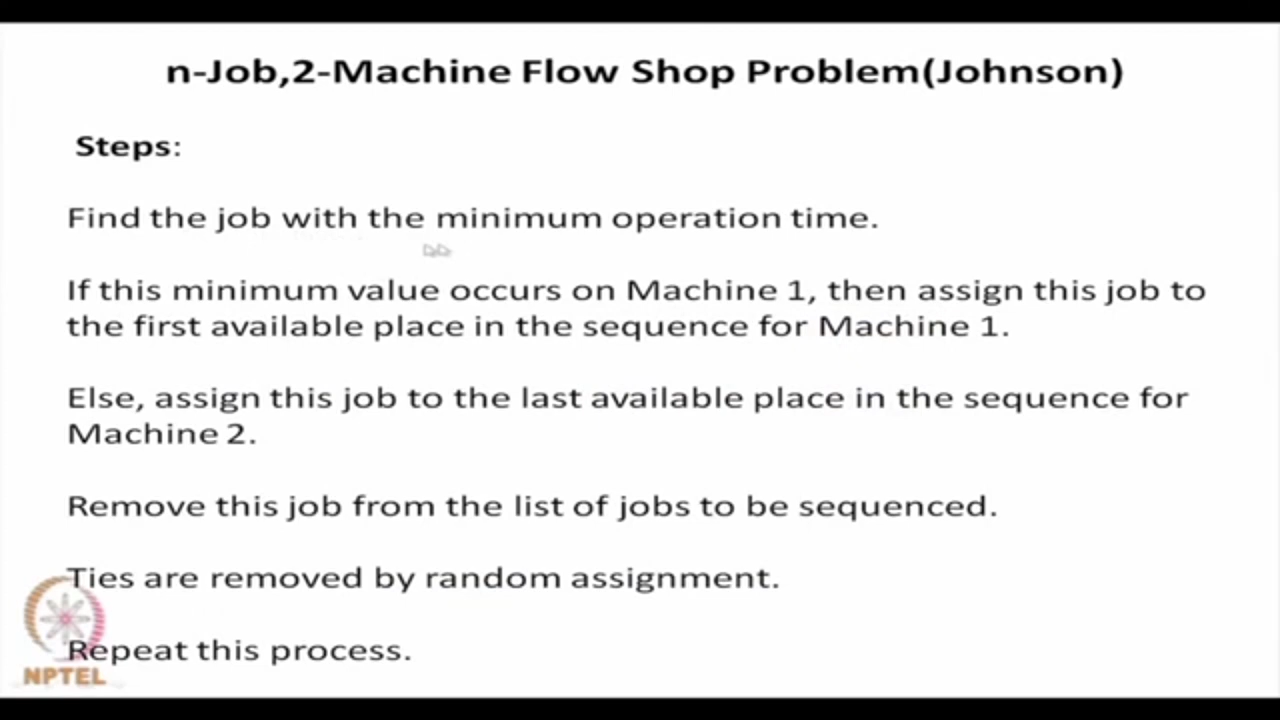 n-Job,2-Machine Flow Shop Problem(Johnson)
Steps:
Find the job with the minimum operation time.
If this minimum value occurs on Machine 1, then assign this job to
the first available place in the sequence for Machine 1.
Else, assign this job to the last available place in the sequence for
Machine 2.
Remove this job from the list of jobs to be sequenced.
Ties are removed by random assignment.
Repeat this process.
NPTEL